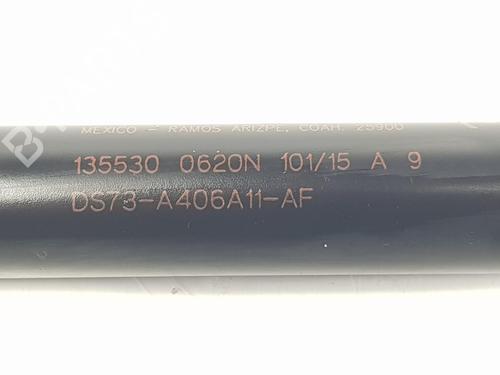 MEXICO - RAMOS ARIZPE, COAH. 25900
135530 0620N 101/15 A 9
DS73-A406A11-AF